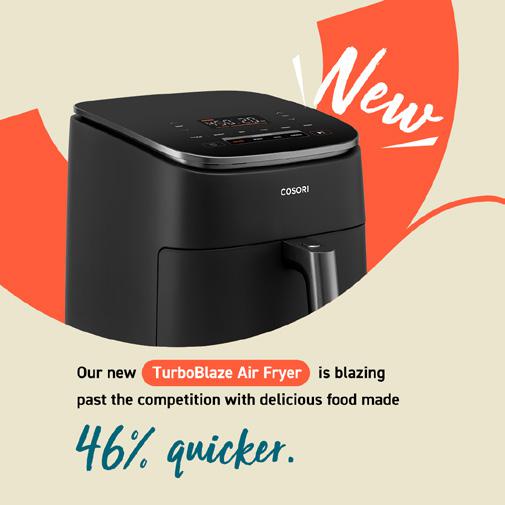 New
COSORI
Our new TurboBlaze Air Fryer is blazing
past the competition with delicious food made
46% quicker.